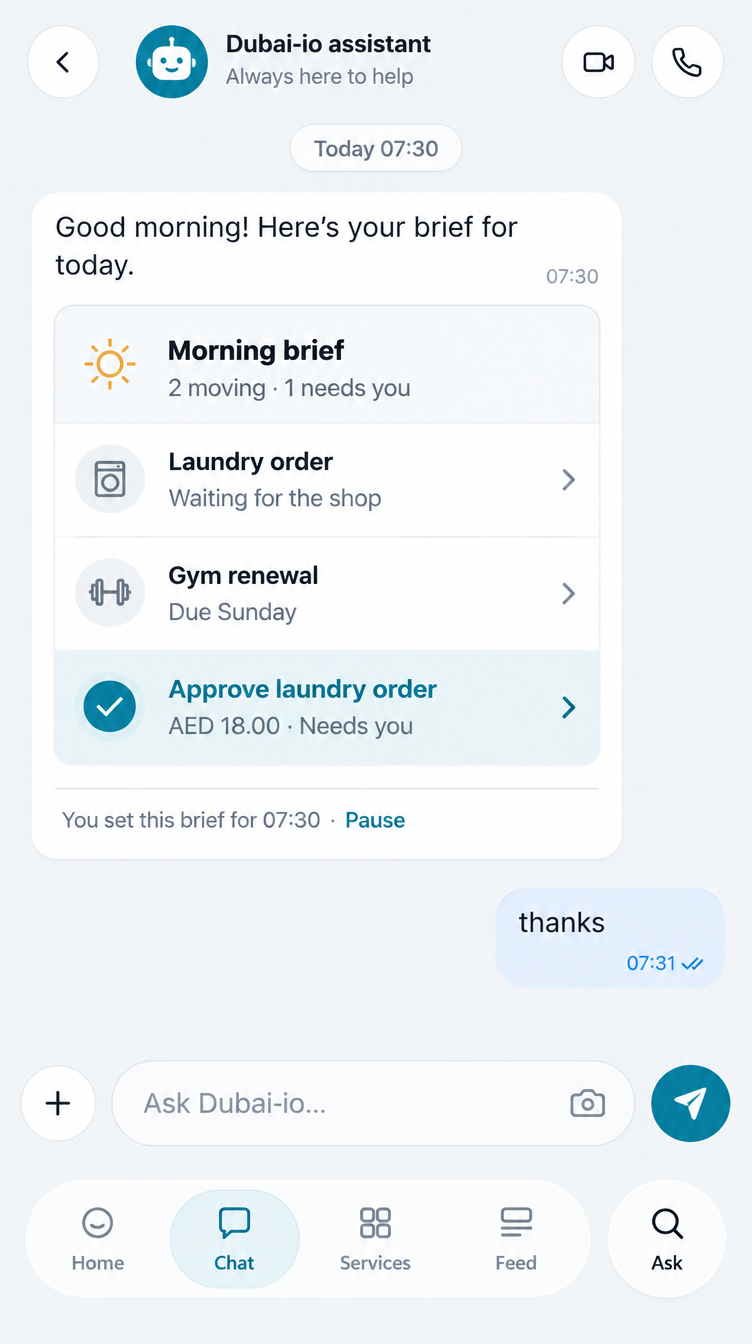 Dubai-io assistant
Always here to help
Today 07:30
Good morning! Here’s your brief for
today.
07:30
Morning brief
2 moving · 1 needs you
Laundry order
Waiting for the shop
Gym renewal
Due Sunday
Approve laundry order
AED 18.00 · Needs you
You set this brief for 07:30 · Pause
thanks
07:31
Ask Dubai-io...
Home
Chat
Services
Feed
Ask